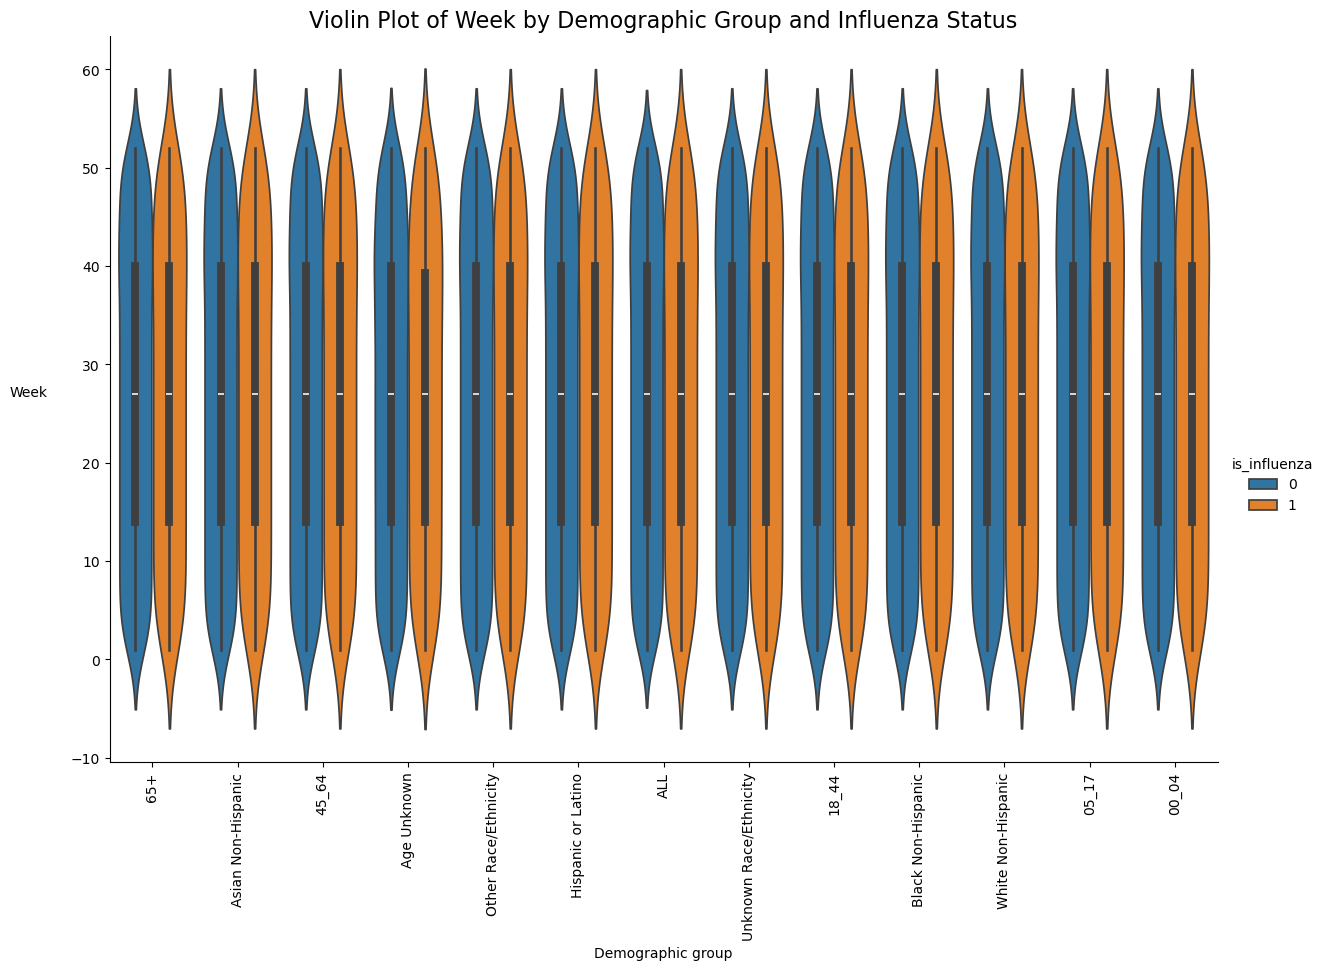 Violin Plot of Week by Demographic Group and Influenza Status
60
50
40
30
20
10
0
−10
Week
65+
Asian Non-Hispanic
45_64
Age Unknown
Other Race/Ethnicity
Hispanic or Latino
ALL
Unknown Race/Ethnicity
18_44
Black Non-Hispanic
White Non-Hispanic
05_17
00_04
Demographic group
is_influenza
0
1